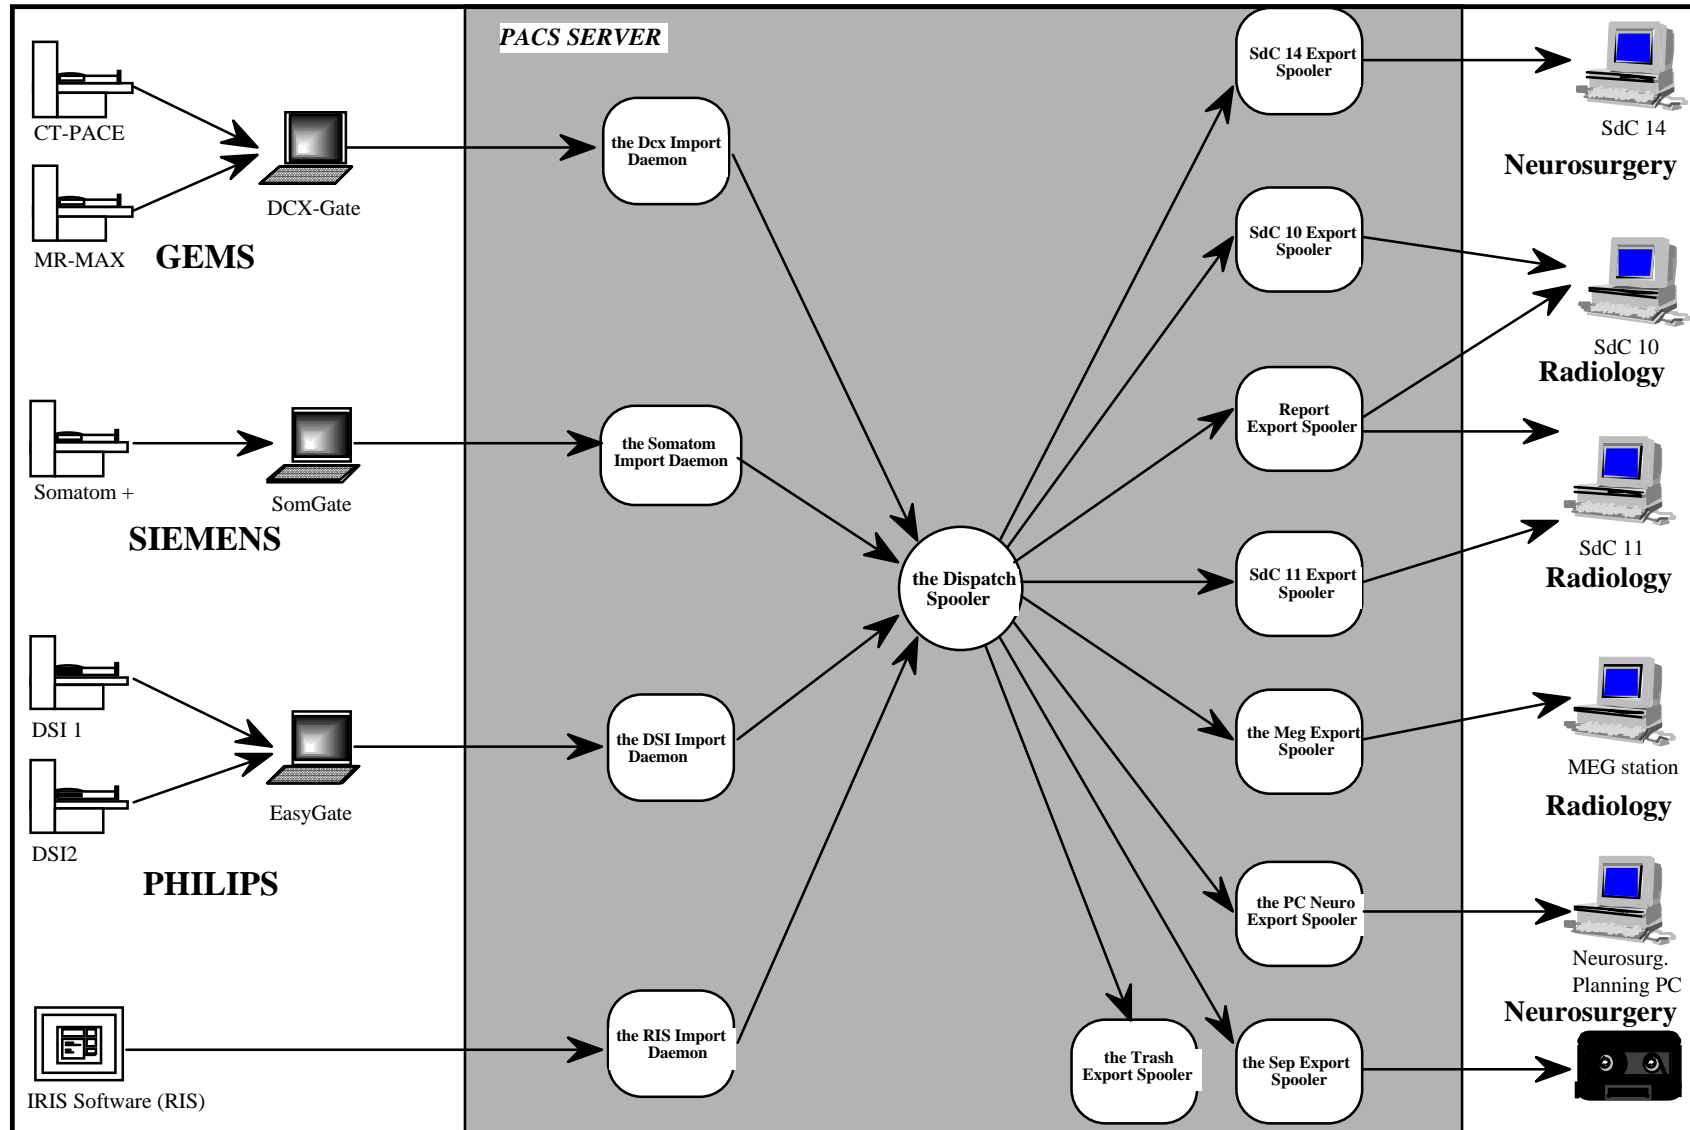 PACS SERVER
CT-PACE
MR-MAX
GEMS
DCX-Gate
Somatom +
SIEMENS
SomGate
DSI 1
DSI2
EasyGate
PHILIPS
IRIS Software (RIS)
the Dcx Import
Daemon
the Somatom
Import Daemon
the DSI Import
Daemon
the RIS Import
Daemon
the Dispatch
Spooler
SdC 14 Export
Spooler
SdC 10 Export
Spooler
Report
Export Spooler
SdC 11 Export
Spooler
the Meg Export
Spooler
the PC Neuro
Export Spooler
the Trash
Export Spooler
the Sep Export
Spooler
SdC 14
Neurosurgery
SdC 10
Radiology
SdC 11
Radiology
MEG station
Radiology
Neurosurg.
Planning PC
Neurosurgery